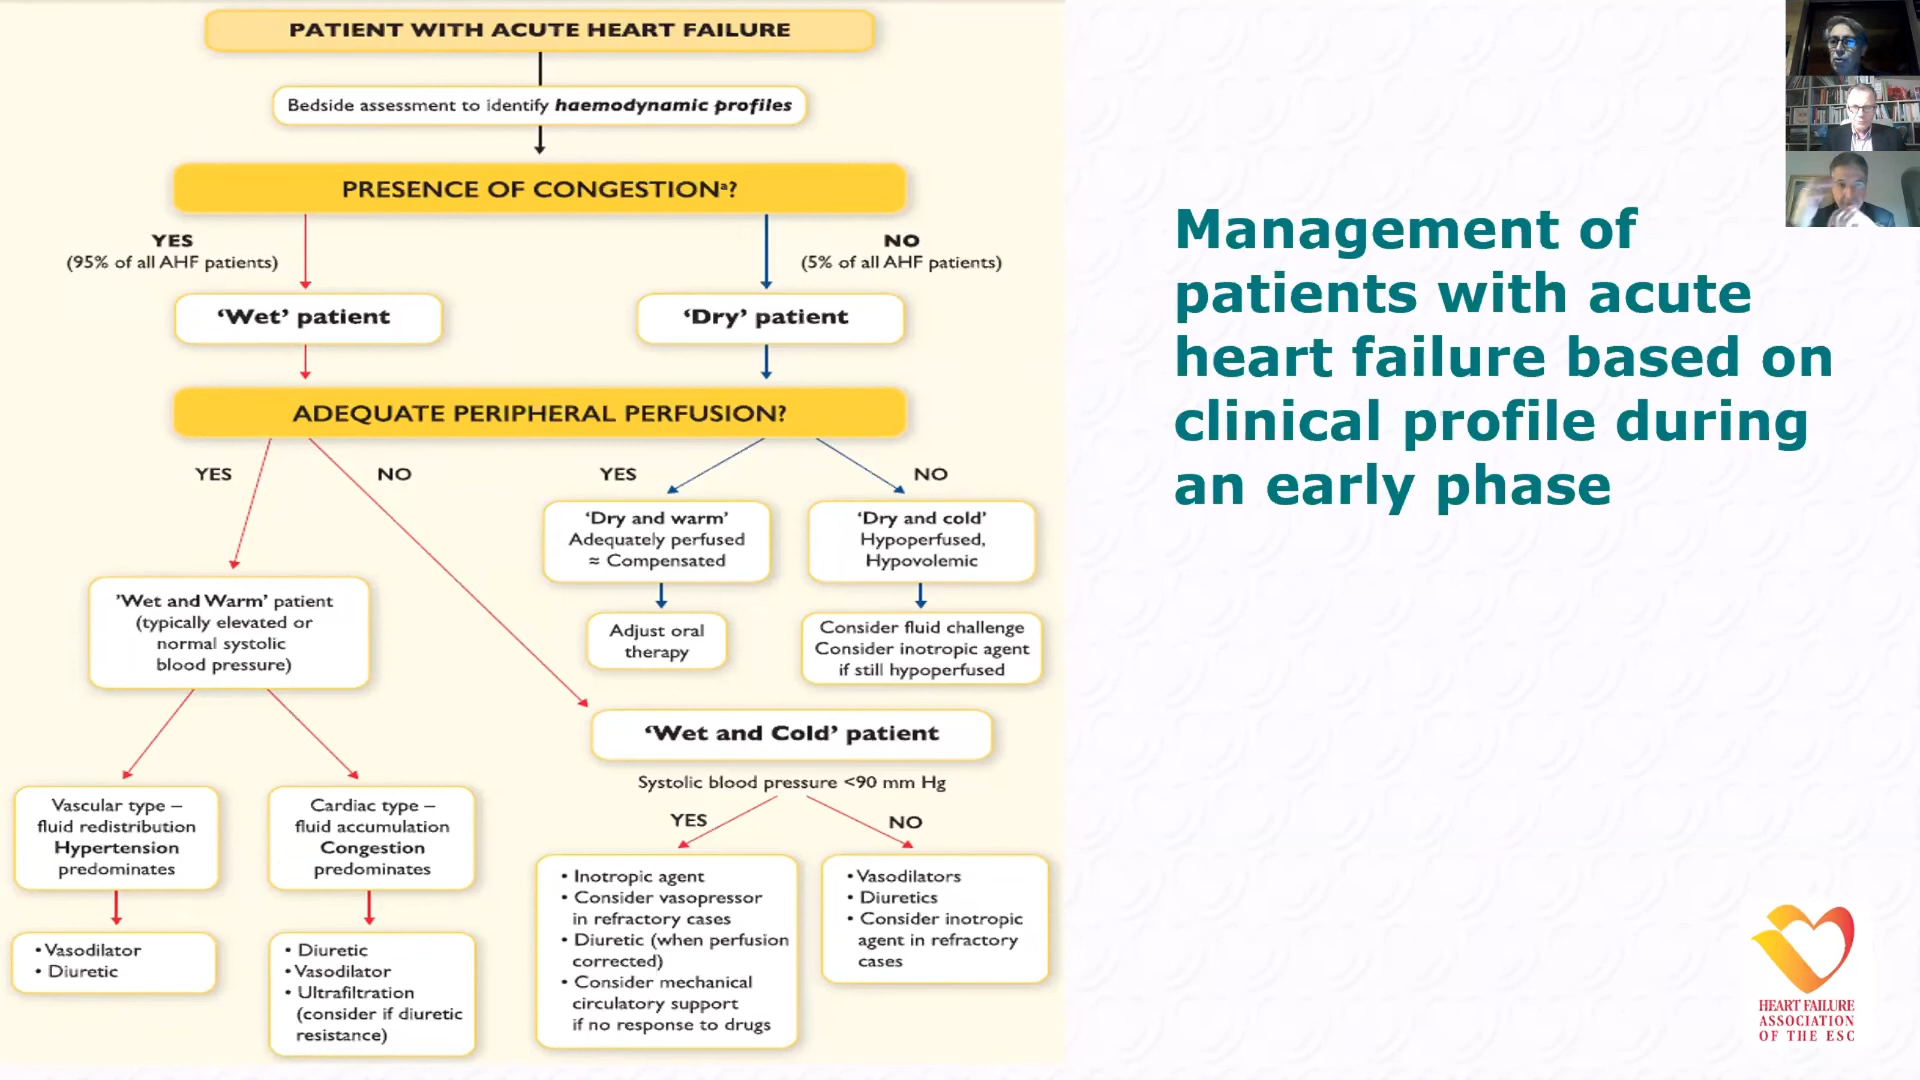 PATIENT WITH ACUTE HEART FAILURE
Bedside assessment to identify haemodynamic profiles
PRESENCE OF CONGESTIONª?
YES
(95% of all AHF patients)
NO
(5% of all AHF patients)
‘Wet’ patient
‘Dry’ patient
ADEQUATE PERIPHERAL PERFUSION?
YES
NO
YES
NO
‘Dry and warm’
Adequately perfused
≈ Compensated
‘Dry and cold’
Hypoperfused,
Hypovolemic
Adjust oral
therapy
Consider fluid challenge
Consider inotropic agent
if still hypoperfused
’Wet and Warm’ patient
(typically elevated or
normal systolic
blood pressure)
‘Wet and Cold’ patient
Systolic blood pressure <90 mm Hg
YES
NO
Vascular type –
fluid redistribution
Hypertension
predominates
Cardiac type –
fluid accumulation
Congestion
predominates
• Vasodilator
• Diuretic
• Diuretic
• Vasodilator
• Ultrafiltration
(consider if diuretic
resistance)
• Inotropic agent
• Consider vasopressor
in refractory cases
• Diuretic (when perfusion
corrected)
• Consider mechanical
circulatory support
if no response to drugs
• Vasodilators
• Diuretics
• Consider inotropic
agent in refractory
cases
Management of
patients with acute
heart failure based on
clinical profile during
an early phase
HEART FAILURE
ASSOCIATION
OF THE ESC